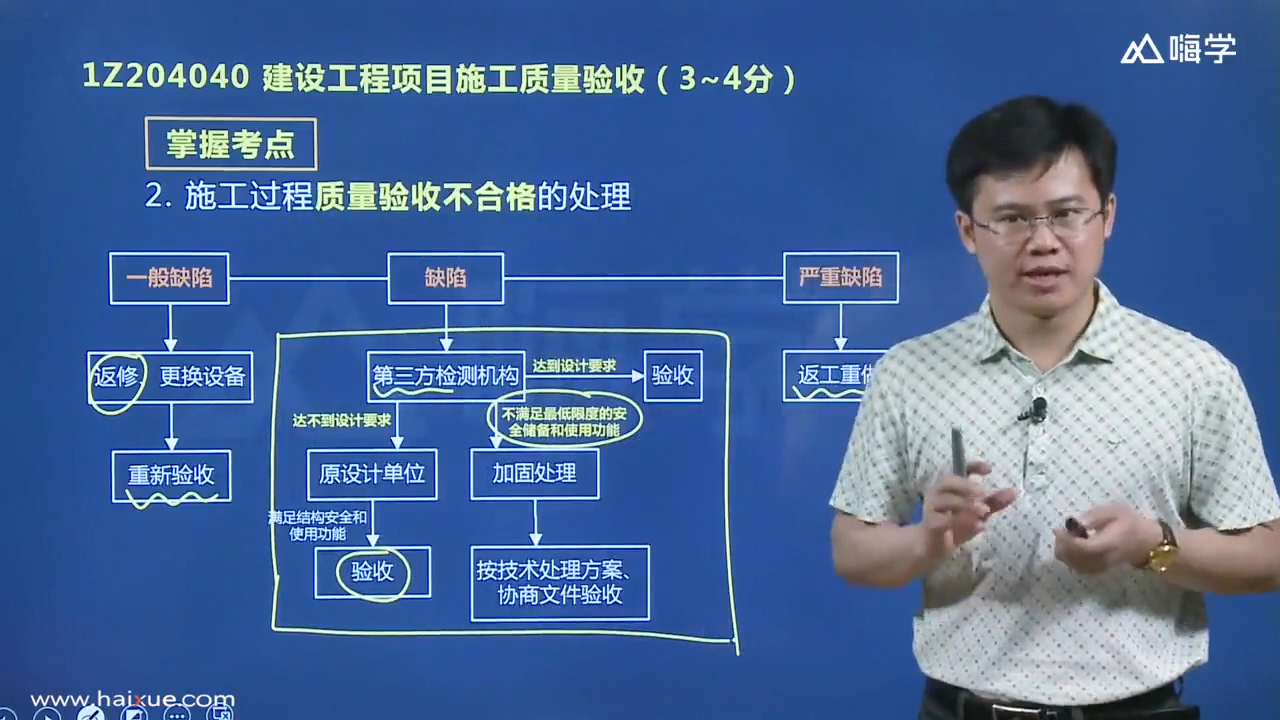 嗨学
1Z204040 建设工程项目施工质量验收（3~4分）
掌握考点
2. 施工过程质量验收不合格的处理
一般缺陷
缺陷
严重缺陷
返修、更换设备
第三方检测机构
达到设计要求
验收
返工重做
达不到设计要求
不满足最低限度的安
全储备和使用功能
重新验收
原设计单位
加固处理
满足结构安全和
使用功能
验收
按技术处理方案、
协商文件验收
www.haixue.com